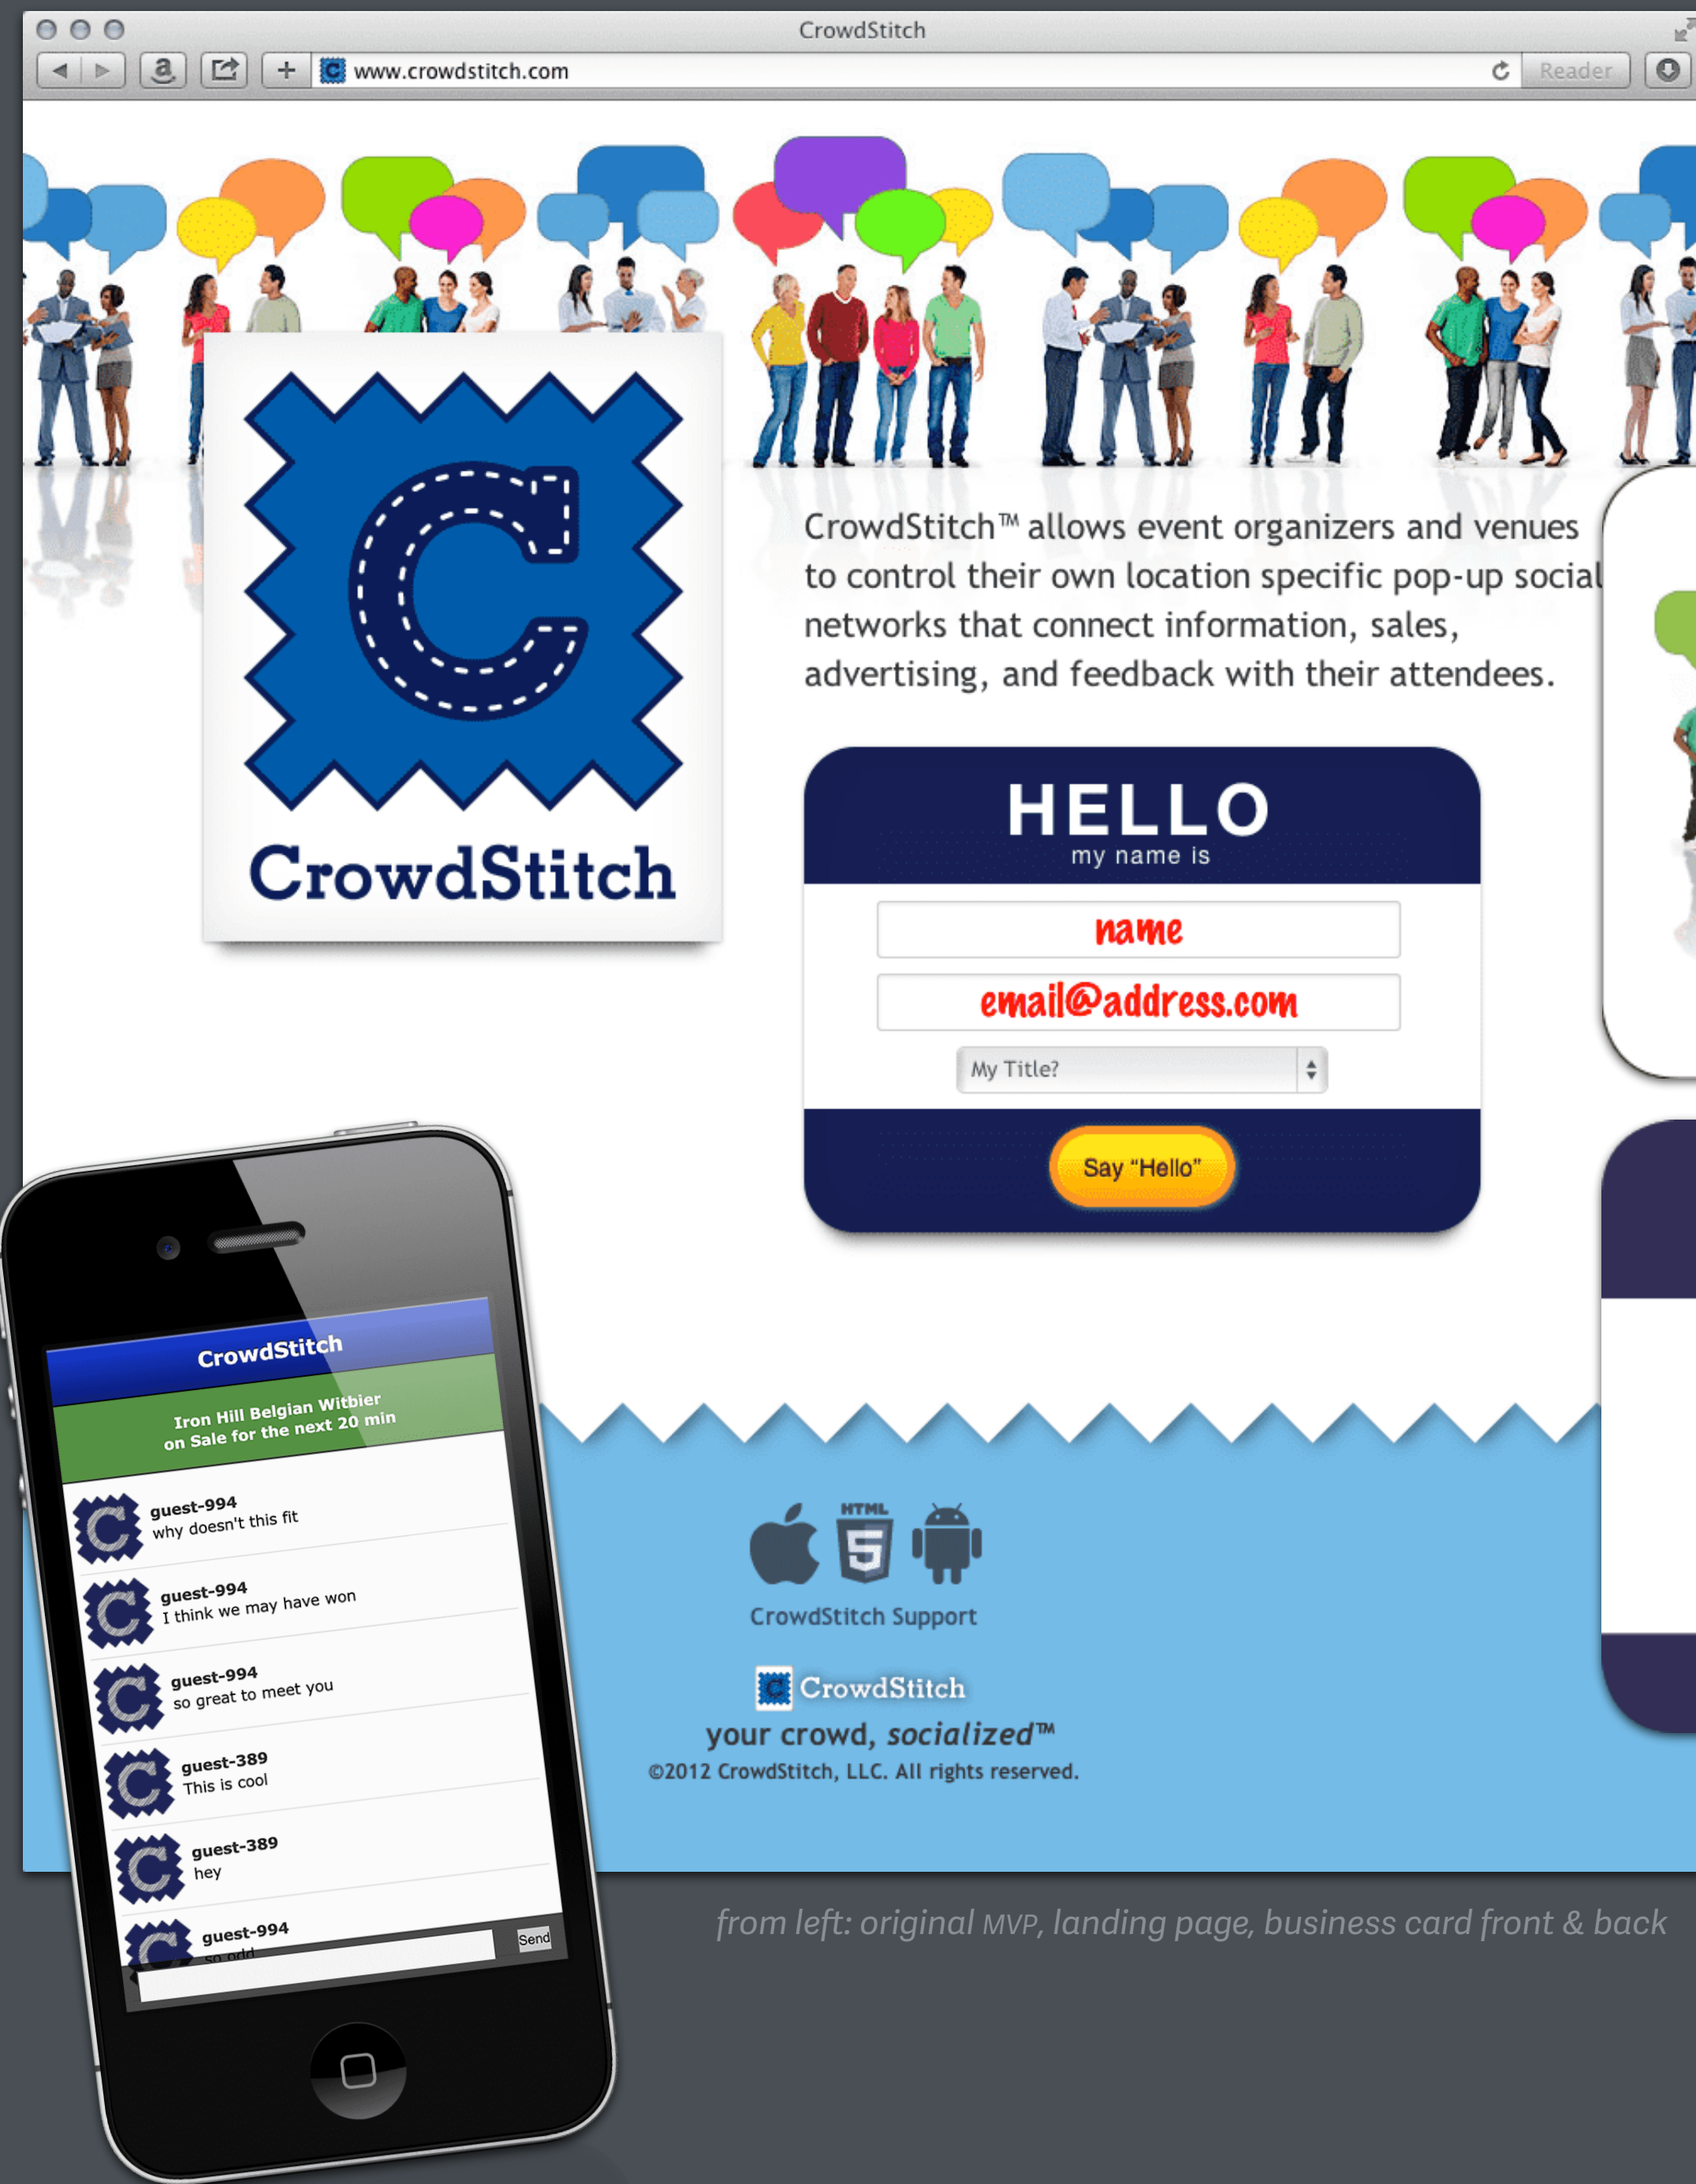 CrowdStitch
www.crowdstitch.com
Reader
CrowdStitch™ allows event organizers and venues
to control their own location specific pop-up social
networks that connect information, sales,
advertising, and feedback with their attendees.
C
CrowdStitch
HELLO
my name is
name
email@address.com
My Title?
Say “Hello”
CrowdStitch
Iron Hill Belgian Witbier
on Sale for the next 20 min
guest-994
why doesn't this fit
guest-994
I think we may have won
guest-994
so great to meet you
guest-389
This is cool
guest-389
hey
guest-994
so odd
Send
HTML
5
CrowdStitch Support
CrowdStitch
your crowd, socialized™
©2012 CrowdStitch, LLC. All rights reserved.
from left: original MVP, landing page, business card front & back